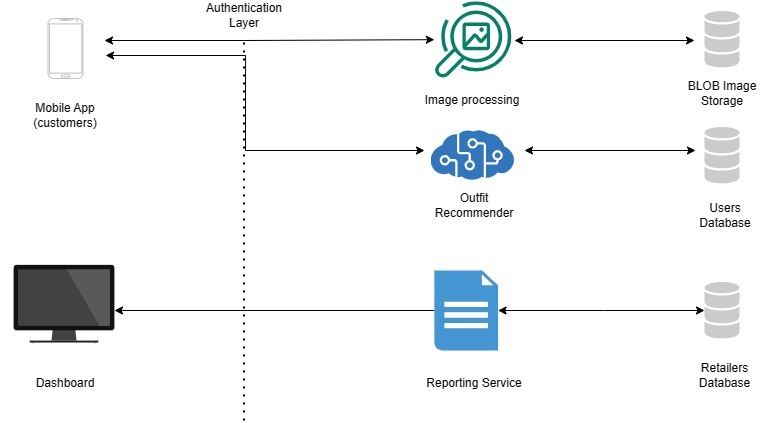 Authentication
Layer
Mobile App
(customers)
Image processing
BLOB Image
Storage
Outfit
Recommender
Users
Database
Dashboard
Reporting Service
Retailers
Database